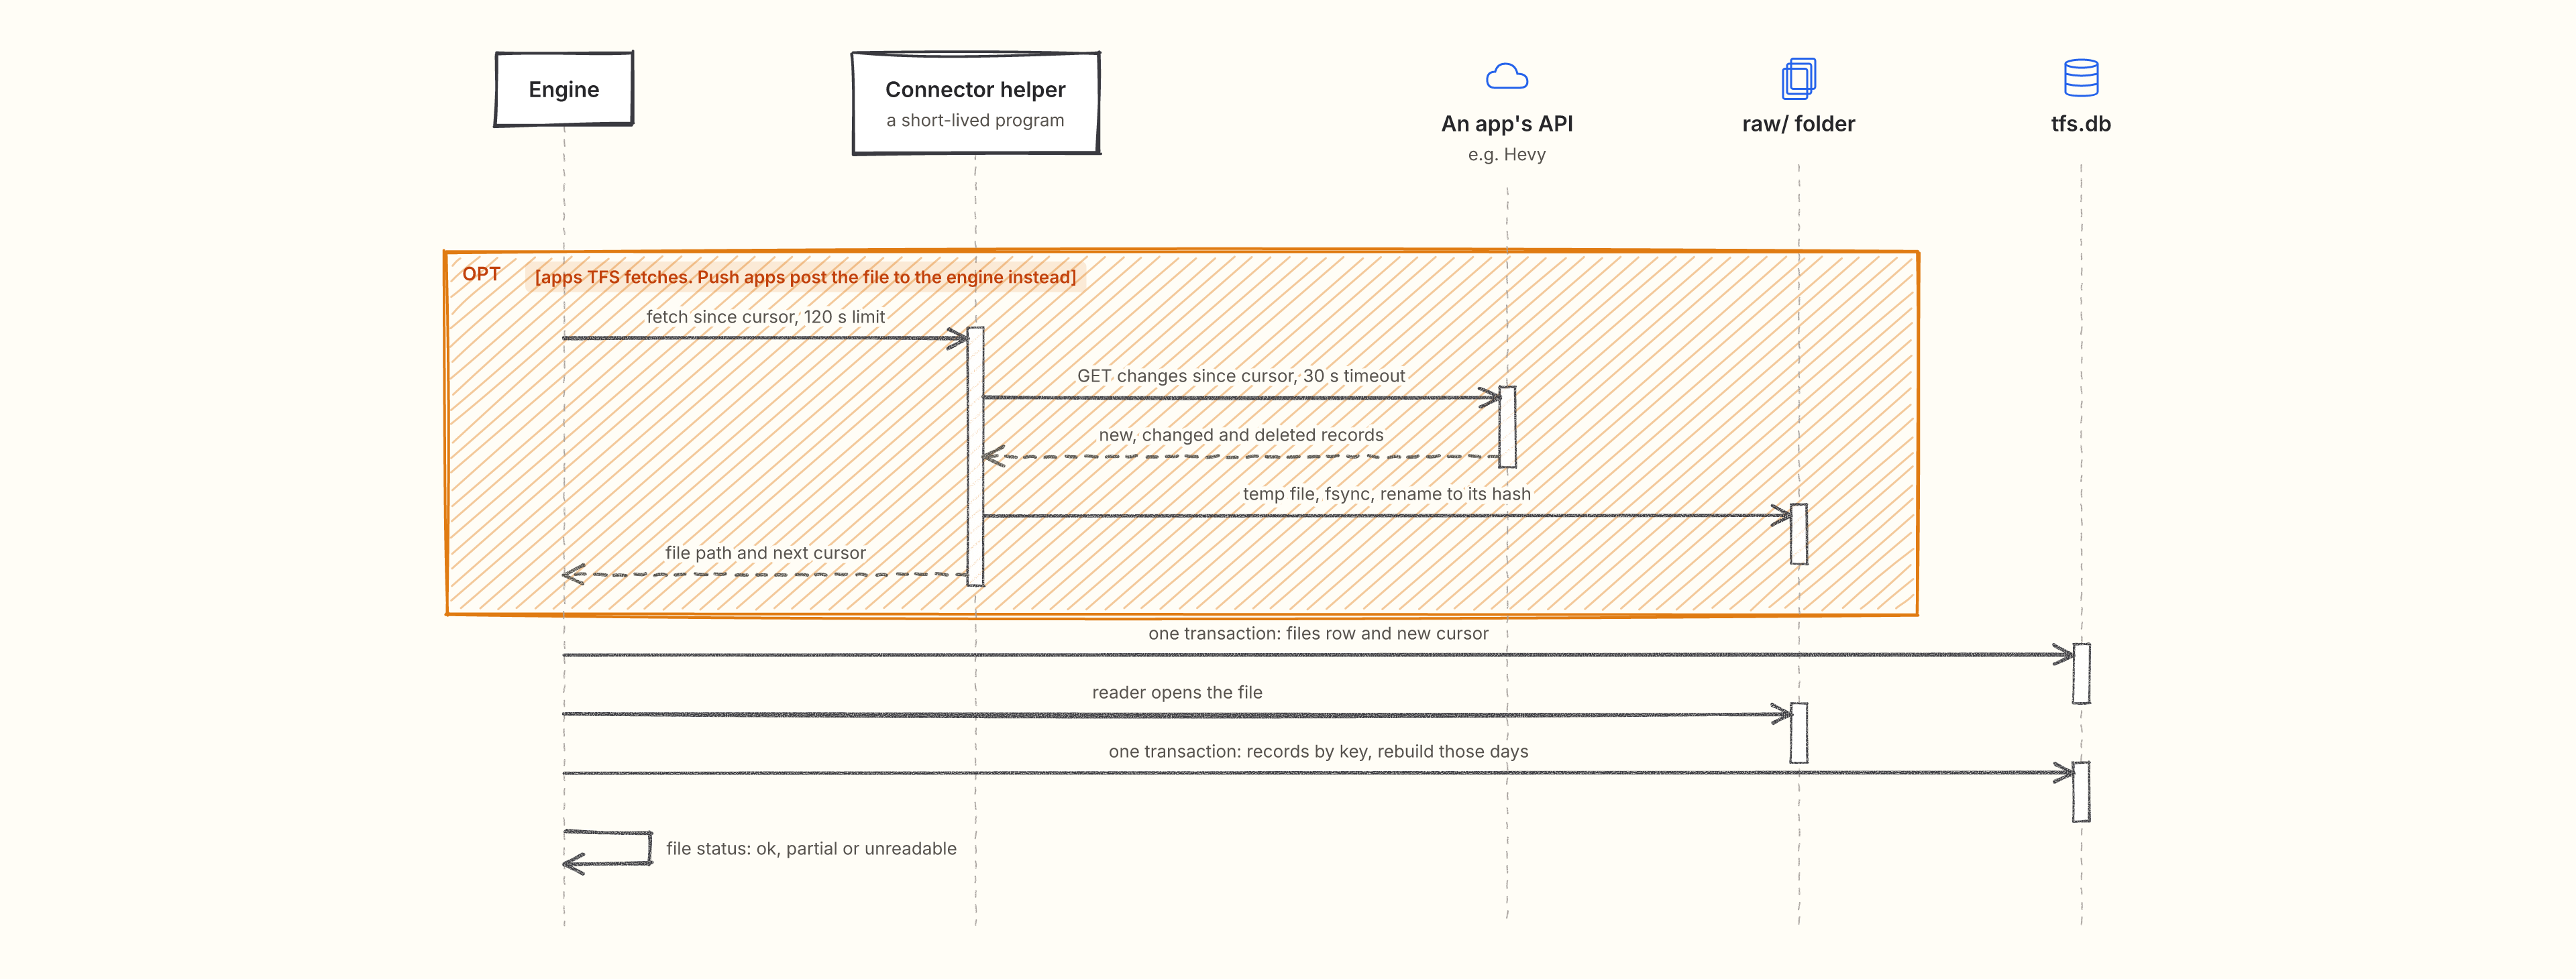 Engine
Connector helper
a short-lived program
An app's API
e.g. Hevy
raw/ folder
tfs.db
OPT
[apps TFS fetches. Push apps post the file to the engine instead]
fetch since cursor, 120 s limit
GET changes since cursor, 30 s timeout
new, changed and deleted records
temp file, fsync, rename to its hash
file path and next cursor
one transaction: files row and new cursor
reader opens the file
one transaction: records by key, rebuild those days
file status: ok, partial or unreadable